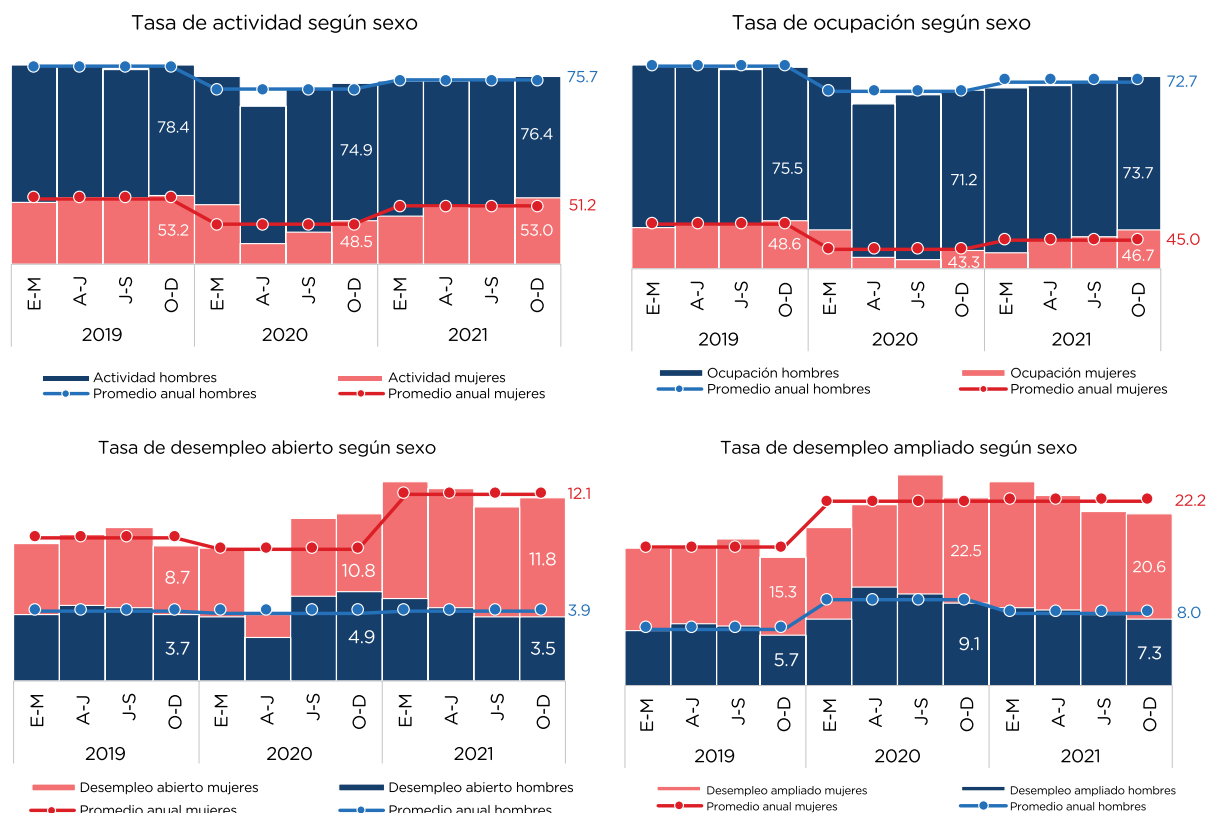 Tasa de actividad según sexo
75.7
78.4
74.9
76.4
51.2
53.2
48.5
53.0
E-M A-J J-S O-D E-M A-J J-S O-D E-M A-J J-S O-D
2019 2020 2021
Actividad hombres Actividad mujeres
Promedio anual hombres Promedio anual mujeres
Tasa de ocupación según sexo
72.7
75.5
71.2
73.7
45.0
48.6
43.3
46.7
E-M A-J J-S O-D E-M A-J J-S O-D E-M A-J J-S O-D
2019 2020 2021
Ocupación hombres Ocupación mujeres
Promedio anual hombres Promedio anual mujeres
Tasa de desempleo abierto según sexo
12.1
8.7
10.8
11.8
3.9
3.7
4.9
3.5
E-M A-J J-S O-D E-M A-J J-S O-D E-M A-J J-S O-D
2019 2020 2021
Desempleo abierto mujeres Desempleo abierto hombres
Promedio anual mujeres Promedio anual hombres
Tasa de desempleo ampliado según sexo
22.2
15.3
22.5
20.6
8.0
5.7
9.1
7.3
E-M A-J J-S O-D E-M A-J J-S O-D E-M A-J J-S O-D
2019 2020 2021
Desempleo ampliado mujeres Desempleo ampliado hombres
Promedio anual mujeres Promedio anual hombres